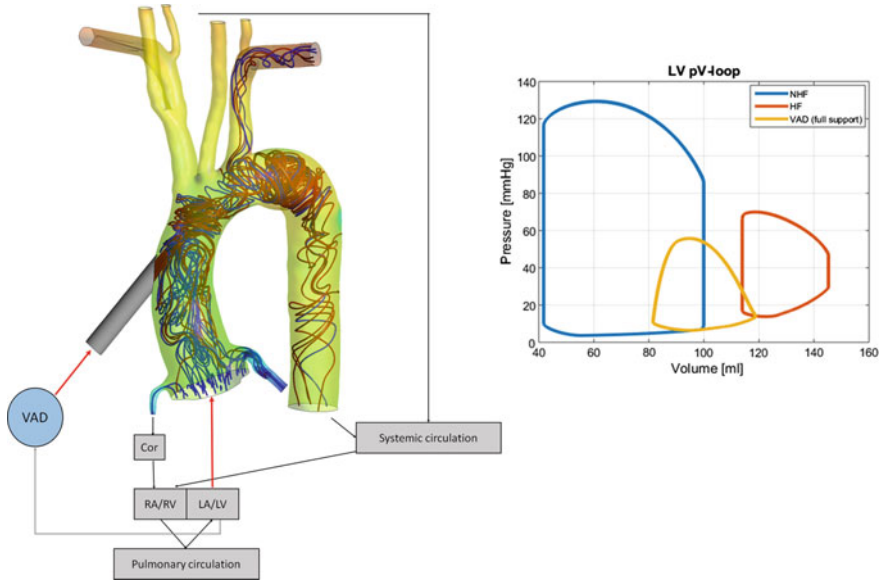 VAD
Cor
RA/RV
LA/LV
Pulmonary circulation
Systemic circulation
LV pV-loop
NHF
HF
VAD (full support)
Pressure [mmHg]
140
120
100
80
60
40
20
0
40
60
80
100
120
140
160
Volume [ml]